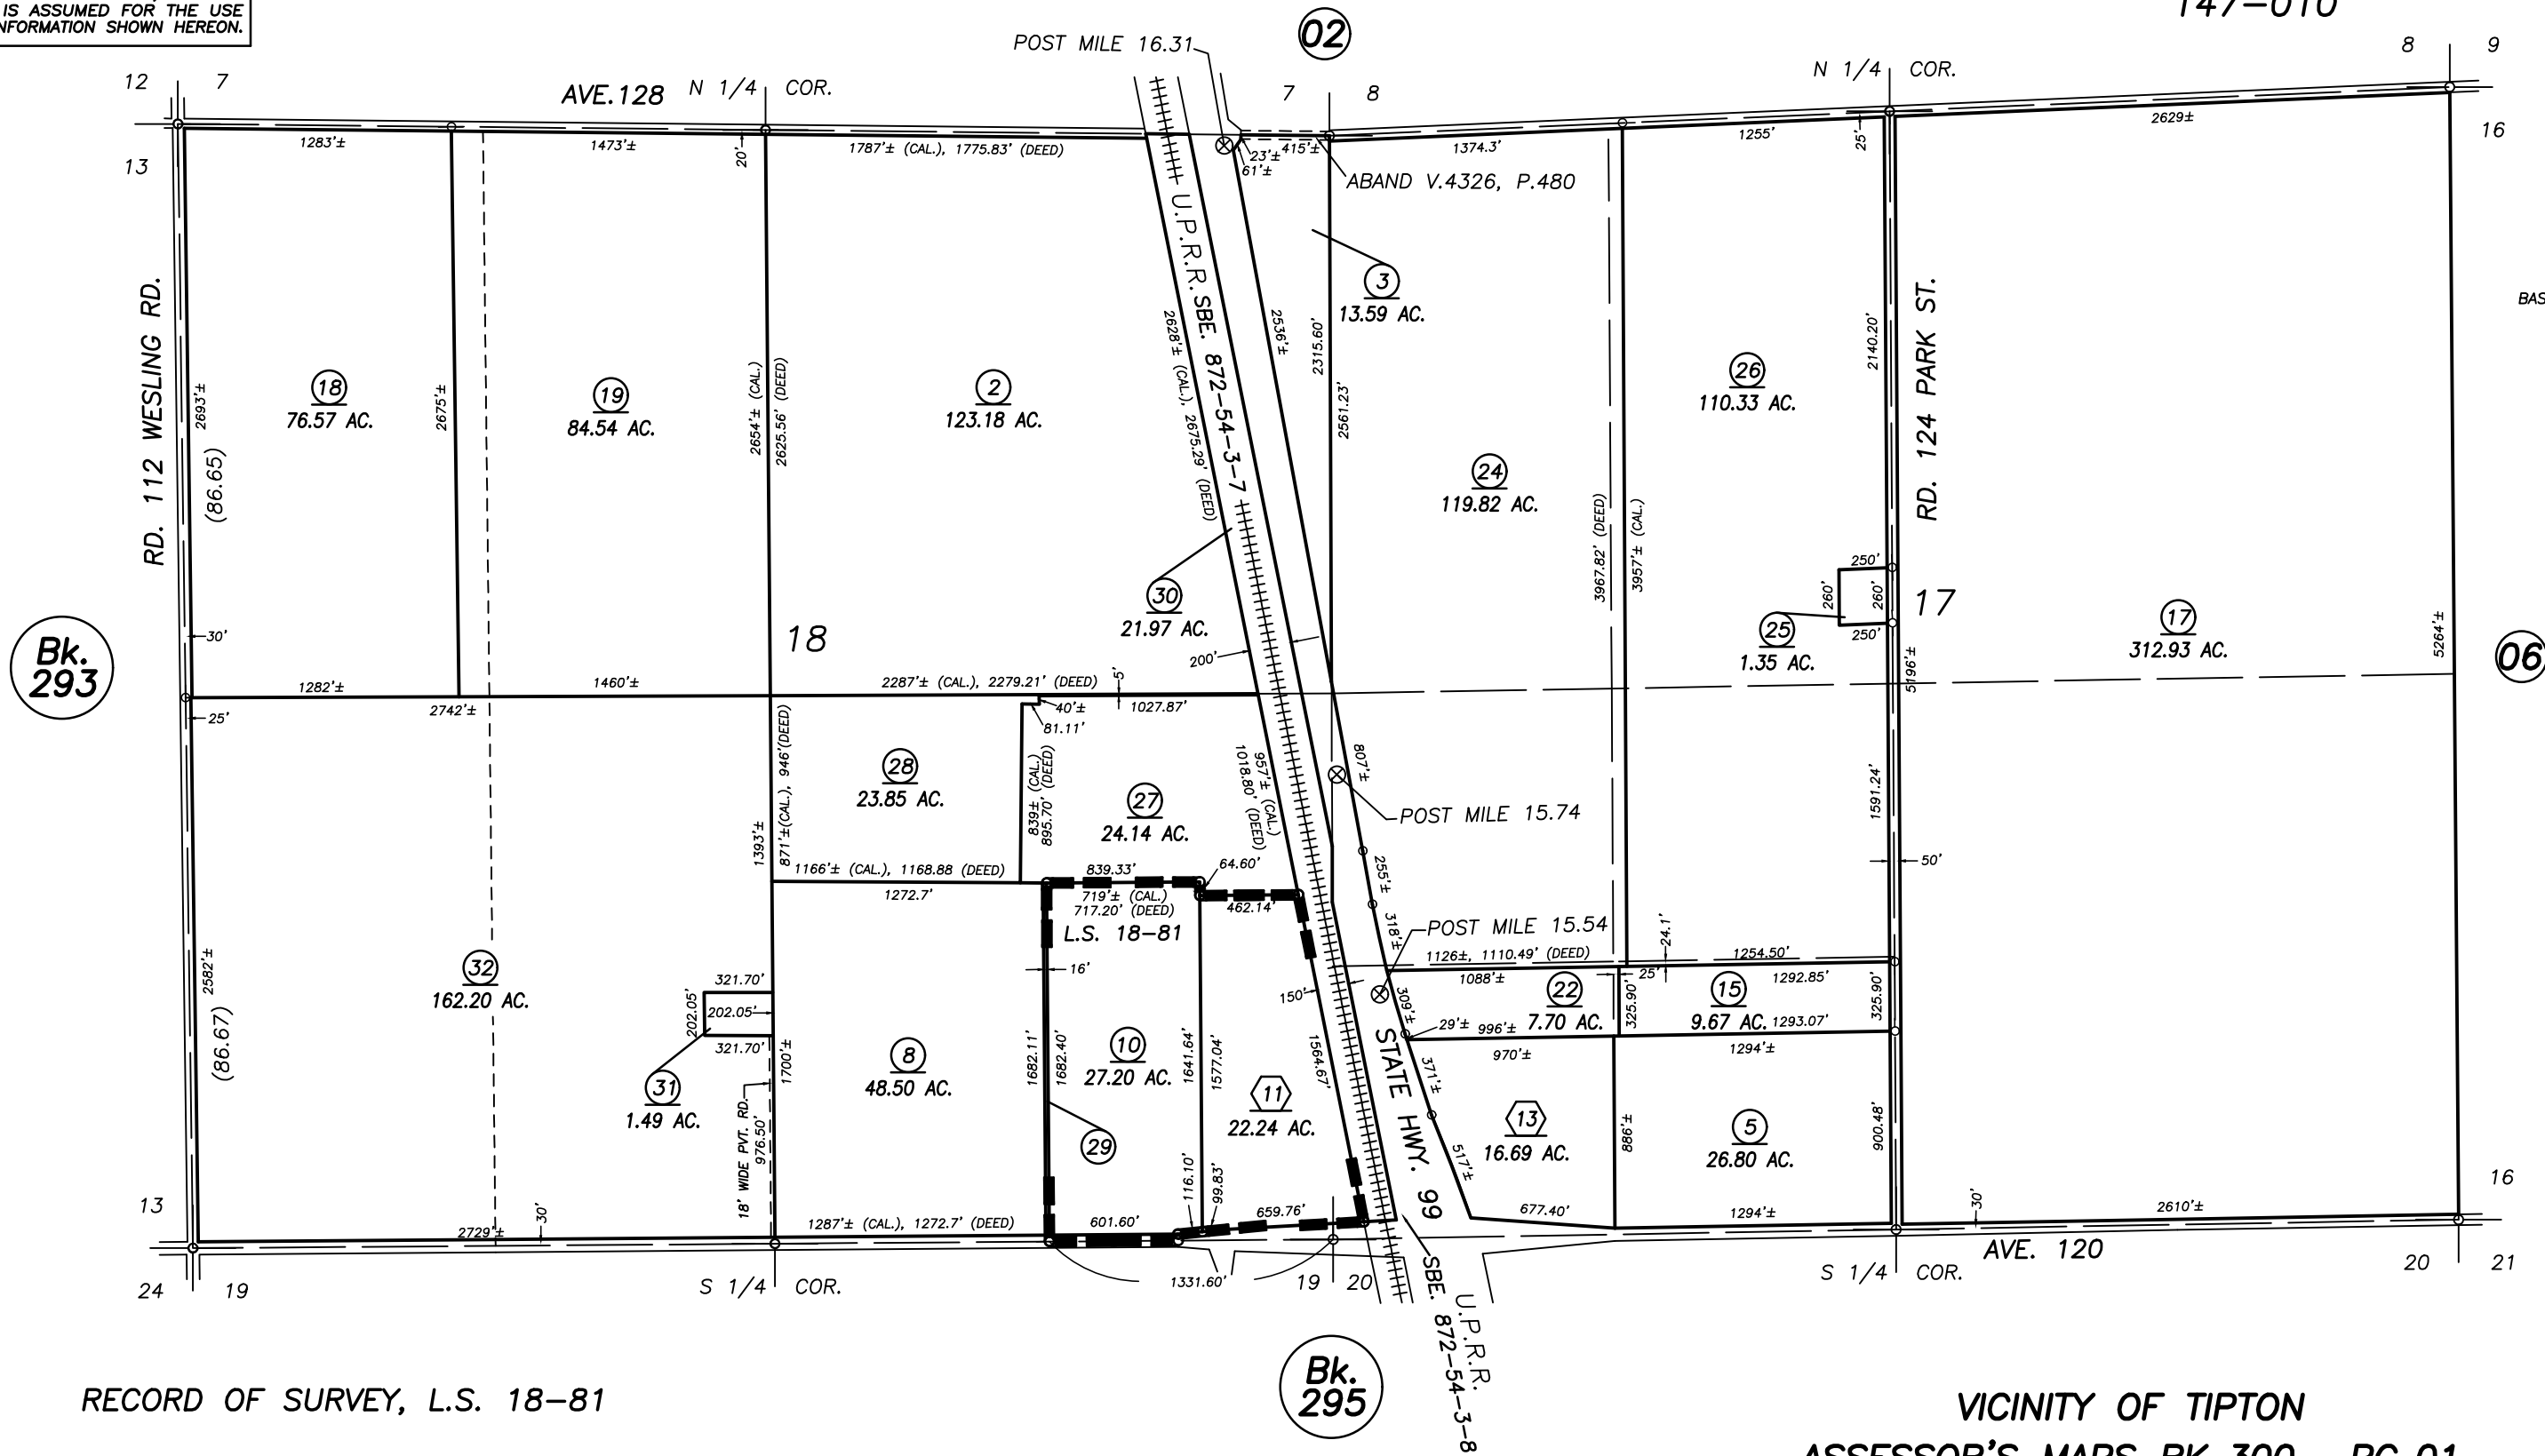 IS ASSUMED FOR THE USE
NFORMATION SHOWN HEREON.
147-010
02
POST MILE 16.31
12 7
AVE.128 N 1/4 COR.
7 8
N 1/4 COR.
8 9
13
1283'±
1473'±
20'
1787'± (CAL.), 1775.83' (DEED)
23'±
415'±
61'±
1374.3'
1255'
25'
2629±
16
ABAND V.4326, P.480
RD. 112 WESLING RD.
U.P.R.R.
SBE. 872-54-3-7
3
13.59 AC.
RD. 124 PARK ST.
BAS
2693'±
(86.65)
18
76.57 AC.
2675'±
19
84.54 AC.
2654'± (CAL.)
2625.56' (DEED)
2
123.18 AC.
2628'± (CAL.), 2675.29' (DEED)
2536'±
2315.60'
2561.23'
24
119.82 AC.
3967.82' (DEED)
3957'± (CAL.)
26
110.33 AC.
2140.20'
250'
260'
260'
250'
25
1.35 AC.
17
5196'±
17
312.93 AC.
5264'±
06
Bk.
293
30'
18
30
21.97 AC.
200'
1282'±
1460'±
2287'± (CAL.), 2279.21' (DEED)
5'
25'
2742'±
40'±
1027.87'
81.11'
871'±(CAL.), 946'(DEED)
1393'±
28
23.85 AC.
839± (CAL.)
895.70' (DEED)
27
24.14 AC.
957'± (CAL.)
1018.80' (DEED)
807'±
POST MILE 15.74
1591.24'
50'
1166'± (CAL.), 1168.88 (DEED)
839.33'
64.60'
255'±
1272.7'
719'± (CAL.)
717.20' (DEED)
462.14'
L.S. 18-81
318'±
POST MILE 15.54
24.1'
1126±, 1110.49' (DEED)
1254.50'
2582'±
(86.67)
32
162.20 AC.
321.70'
202.05'
202.05'
321.70'
16'
150'
1088'±
25'
1292.85'
22
7.70 AC.
325.90'
15
9.67 AC.
325.90'
309'±
29'±
996'±
1293.07'
31
1.49 AC.
1700'±
18' WIDE PVT. RD.
976.50'
8
48.50 AC.
1682.11'
1682.40'
10
27.20 AC.
1641.64'
1577.04'
11
22.24 AC.
1564.67'
STATE HWY. 99
970'±
1294'±
371'±
13
16.69 AC.
886'±
5
26.80 AC.
900.48'
29
116.10'
99.83'
517'±
13
2729'±
30'
1287'± (CAL.), 1272.7' (DEED)
601.60'
659.76'
677.40'
1294'±
30'
2610'±
16
AVE. 120
24 19
S 1/4 COR.
1331.60'
19 20
SBE. 872-54-3-8
U.P.R.R.
S 1/4 COR.
20 21
Bk.
295
RECORD OF SURVEY, L.S. 18-81
VICINITY OF TIPTON
ASSESSOR'S MAPS BK.300 , PG.01